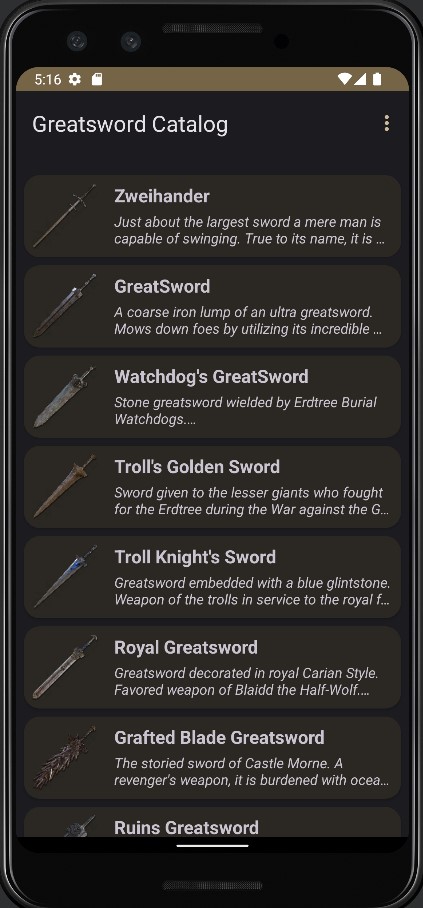 5:16
Greatsword Catalog
Zweihander
Just about the largest sword a mere man is
capable of swinging. True to its name, it is ...
GreatSword
A coarse iron lump of an ultra greatsword.
Mows down foes by utilizing its incredible ...
Watchdog's GreatSword
Stone greatsword wielded by Erdtree Burial
Watchdogs....
Troll's Golden Sword
Sword given to the lesser giants who fought
for the Erdtree during the War against the G...
Troll Knight's Sword
Greatsword embedded with a blue glintstone.
Weapon of the trolls in service to the royal f...
Royal Greatsword
Greatsword decorated in royal Carian Style.
Favored weapon of Blaidd the Half-Wolf....
Grafted Blade Greatsword
The storied sword of Castle Morne. A
revenger's weapon, it is burdened with ocea...
Ruins Greatsword